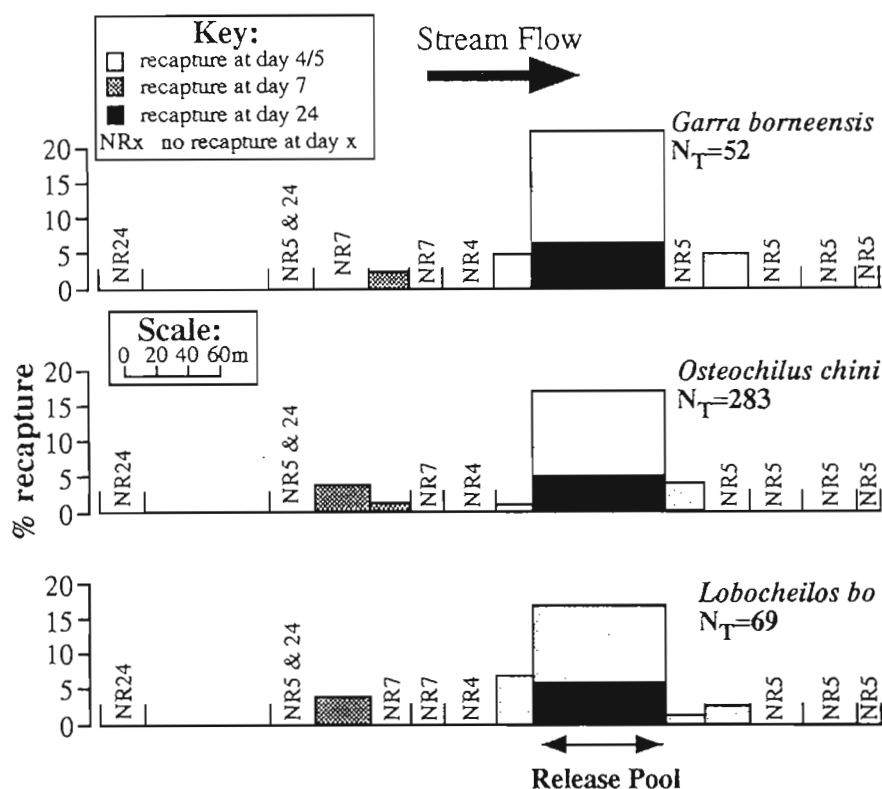 Key:
recapture at day 4/5
recapture at day 7
recapture at day 24
NRx no recapture at day x
Stream Flow
Garra borneensis
N_T=52
20
15
10
5
0
NR24
NR5 & 24
NR7
NR7
NR4
NR5
NR5
NR5
NR5
Scale:
0 20 40 60m
% recapture
Osteochilus chini
N_T=283
20
15
10
5
0
NR24
NR5 & 24
NR7
NR4
NR5
NR5
NR5
NR5
Lobocheilos bo
N_T=69
20
15
10
5
0
NR24
NR5 & 24
NR7
NR7
NR4
NR5
NR5
NR5
Release Pool